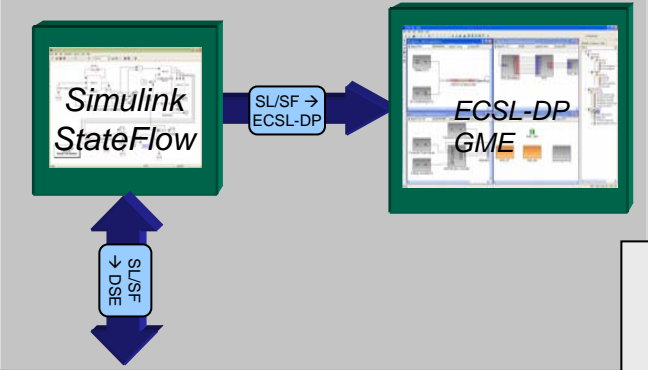 Simulink
StateFlow
SL/SF →
ECSL-DP
ECSL-DP
GME
SL/SF
→ DSE